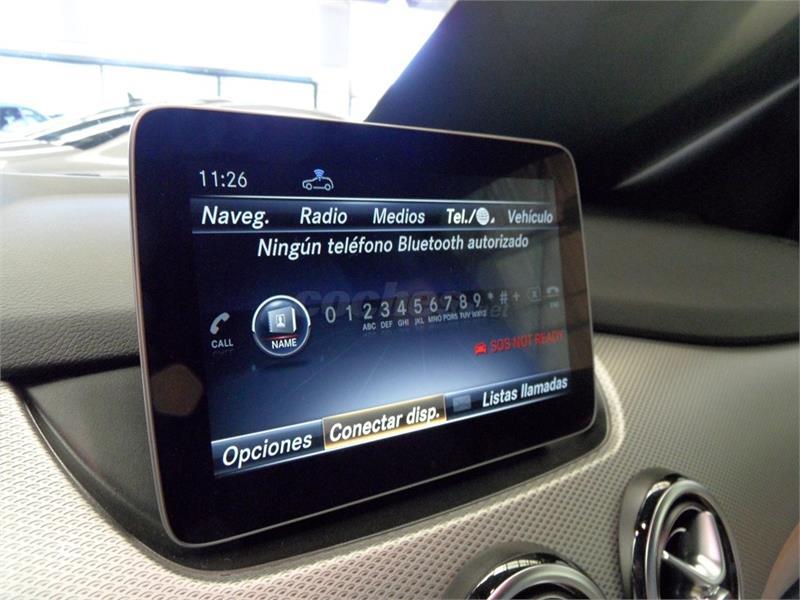 11:26
Naveg. Radio Medios Tel./ Vehículo
Ningún teléfono Bluetooth autorizado
0 1 2 3 4 5 6 7 8 9 * # +
ABC DEF GHI JKL MNO PQRS TUV WXYZ
CALL
NAME
SOS NOT READY
Opciones Conectar disp. Listas llamadas